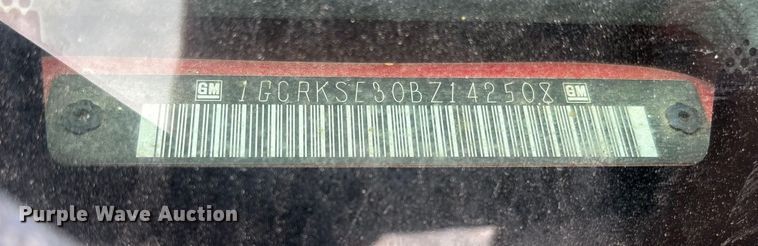 GM 1GCRKSE30BZ142508 GM
Purple Wave Auction